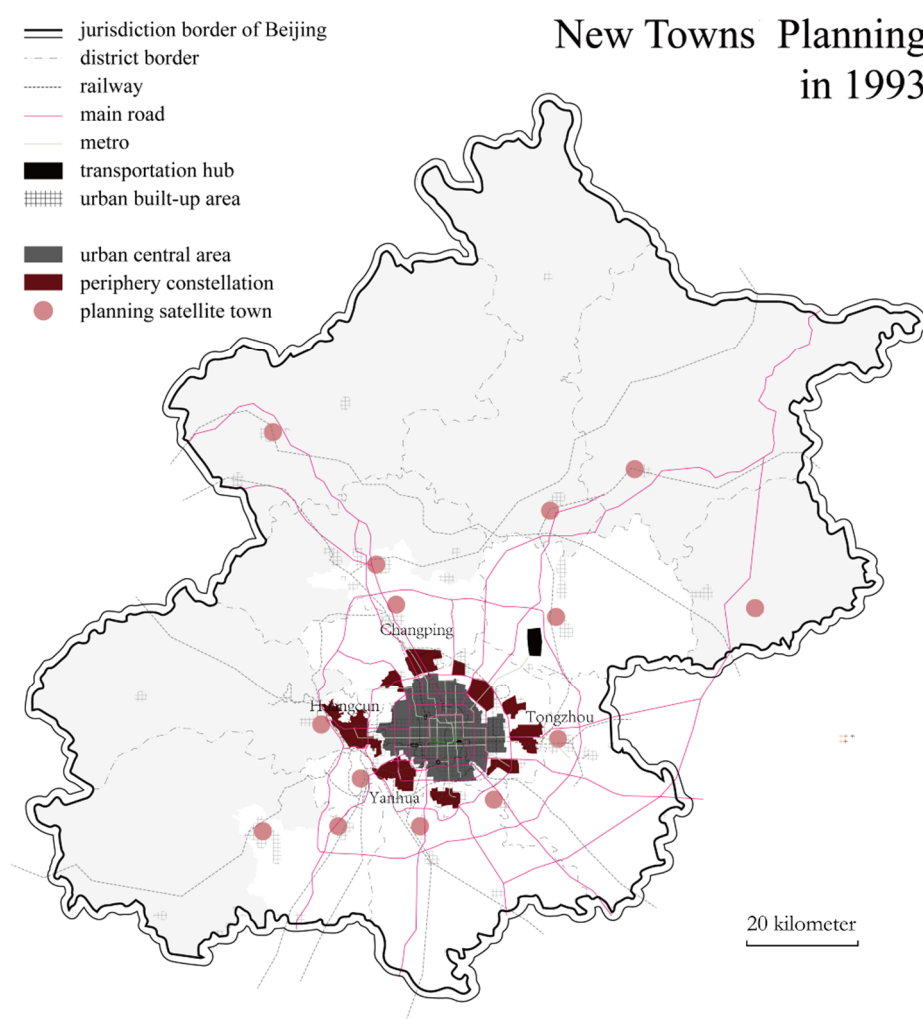 New Towns Planning
in 1993
jurisdiction border of Beijing
district border
railway
main road
metro
transportation hub
urban built-up area
urban central area
periphery constellation
planning satellite town
Changping
Huangcun
Tongzhou
Yanhua
20 kilometer